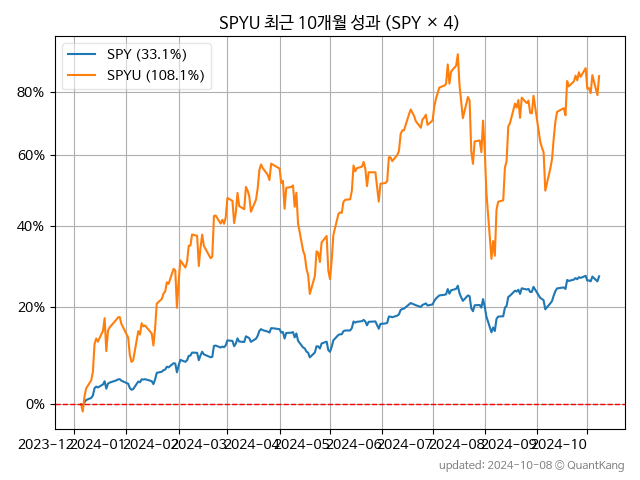 SPYU 최근 10개월 성과 (SPY × 4)
SPY (33.1%)
SPYU (108.1%)
80%
60%
40%
20%
0%
2023-12 2024-01 2024-02 2024-03 2024-04 2024-05 2024-06 2024-07 2024-08 2024-09 2024-10
updated: 2024-10-08 © QuantKang